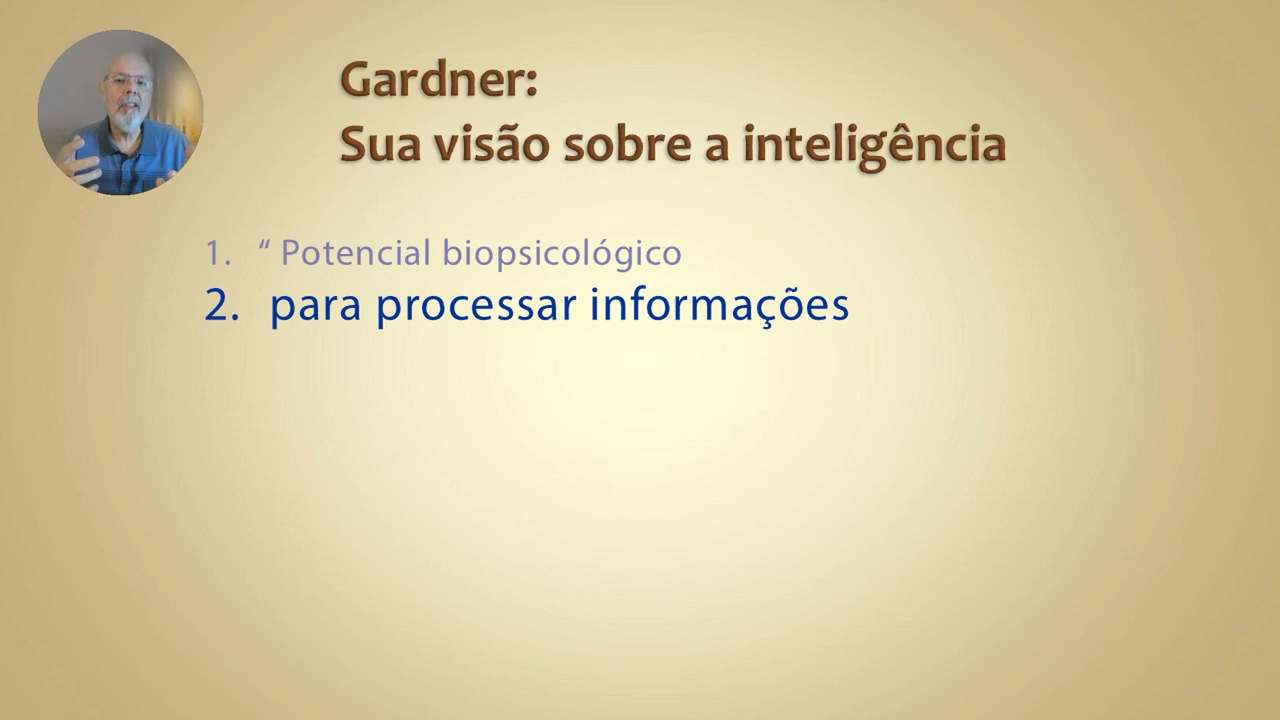 Gardner:
Sua visão sobre a inteligência
1. “ Potencial biopsicológico
2. para processar informações